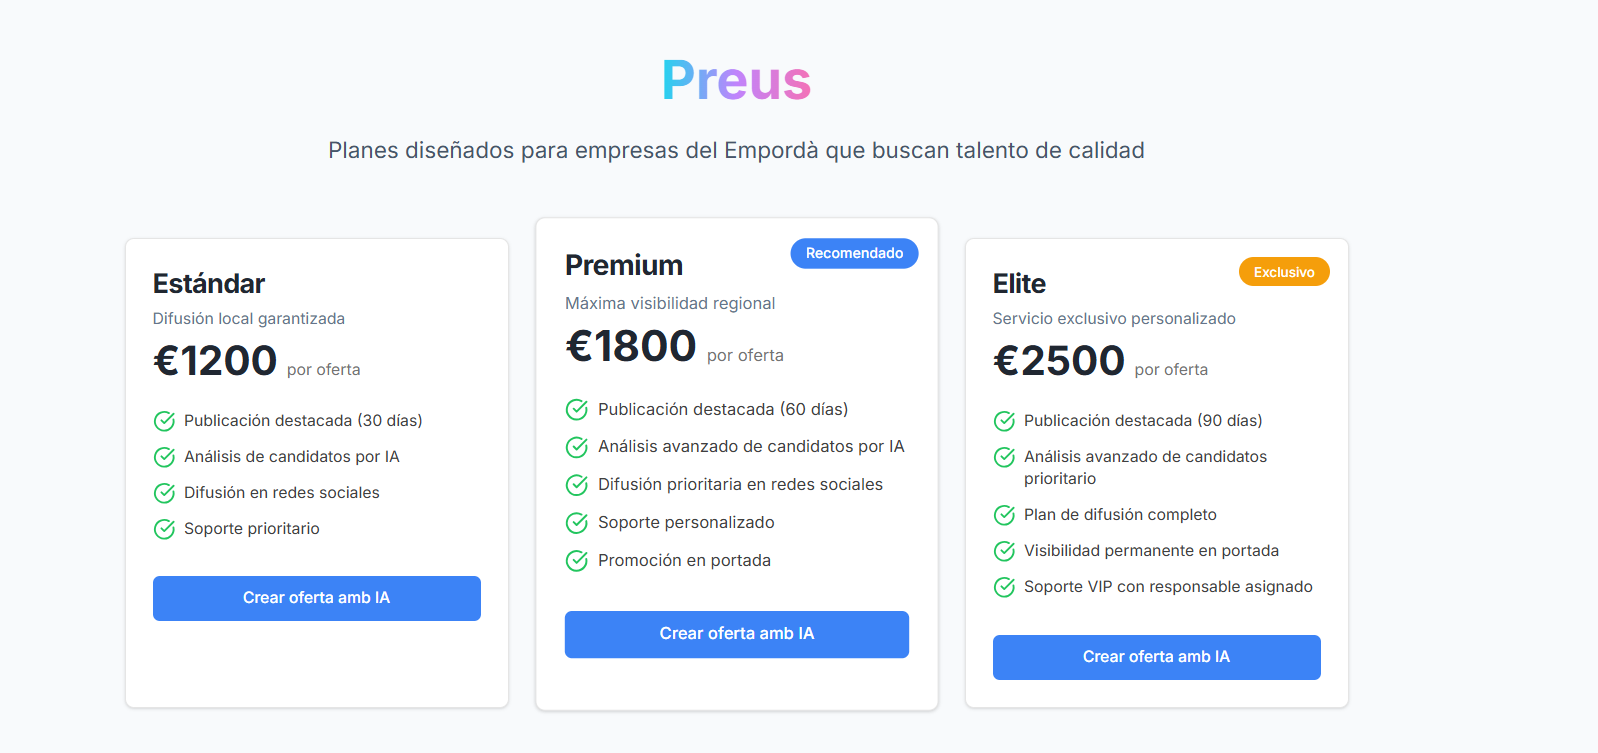 Preus
Planes diseñados para empresas del Empordà que buscan talento de calidad
Estándar
Difusión local garantizada
€1200 por oferta
Publicación destacada (30 días)
Análisis de candidatos por IA
Difusión en redes sociales
Soporte prioritario
Crear oferta amb IA
Recomendado
Premium
Máxima visibilidad regional
€1800 por oferta
Publicación destacada (60 días)
Análisis avanzado de candidatos por IA
Difusión prioritaria en redes sociales
Soporte personalizado
Promoción en portada
Crear oferta amb IA
Exclusivo
Elite
Servicio exclusivo personalizado
€2500 por oferta
Publicación destacada (90 días)
Análisis avanzado de candidatos
prioritario
Plan de difusión completo
Visibilidad permanente en portada
Soporte VIP con responsable asignado
Crear oferta amb IA